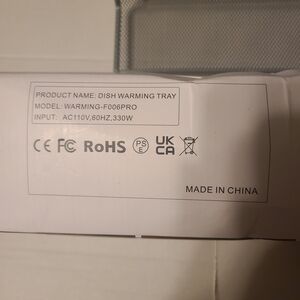 PRODUCT NAME: DISH WARMING TRAY
MODEL: WARMING-F006PRO
INPUT: AC110V,60HZ,330W
CE FC RoHS PS E UK CA
MADE IN CHINA